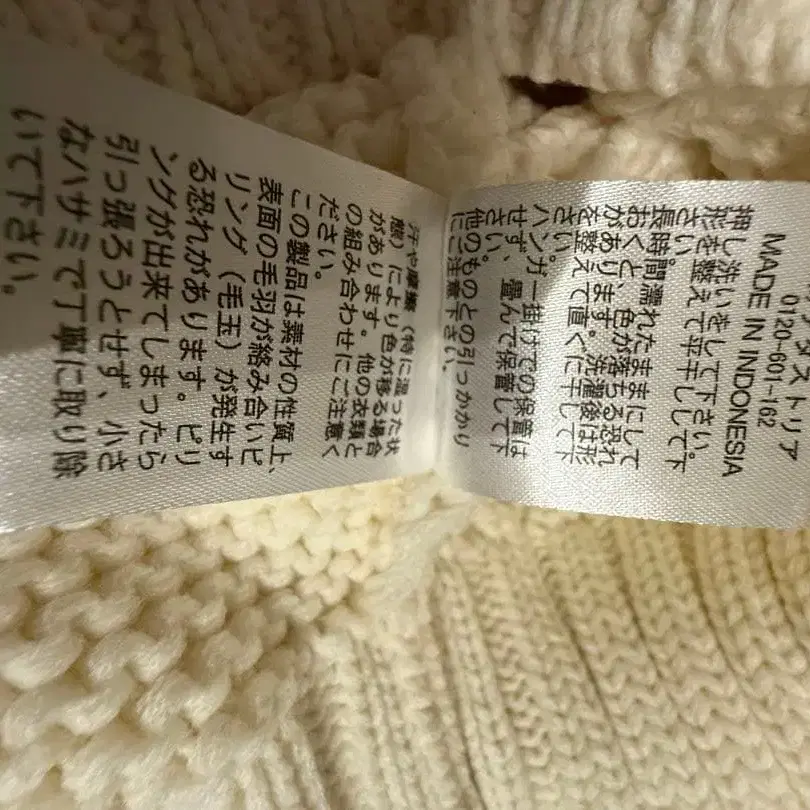 ダストリア
0120-601-162
MADE IN INDONESIA
押し洗いをして下さい。
形を整えて平干しして下
さい。
長時間濡れたままにして
おくと、色が落ちる恐れ
があります。洗濯後は形
を整えて直ぐに干して下
さい。
ハンガー掛けでの保管は
せず、畳んで保管して下
さい。
他のものとの引っかかり
にご注意下さい。
汗や摩擦（特に湿った状
態）により色が移る場合
があります。他の衣類と
の組み合わせにご注意く
ださい。
この製品は素材の性質上、
表面の毛羽が絡み合いピ
リング（毛玉）が発生す
る恐れがあります。ピリ
ングが出来てしまったら
引っ張ろうとせず、小さ
なハサミで丁寧に取り除
いて下さい。